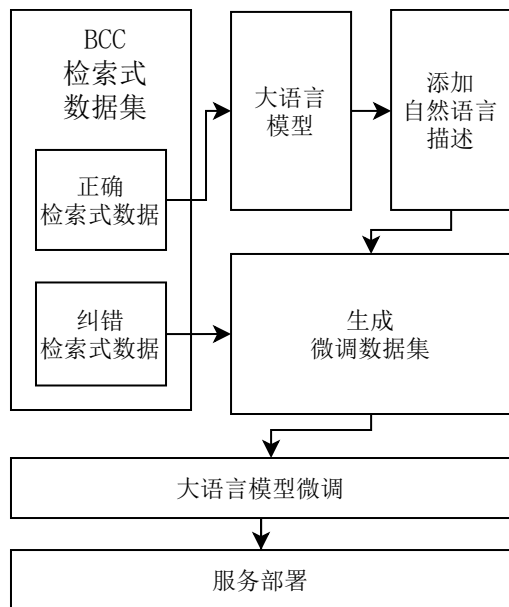 BCC
检索式
数据集
正确
检索式数据
纠错
检索式数据
大语言
模型
添加
自然语言
描述
生成
微调数据集
大语言模型微调
服务部署